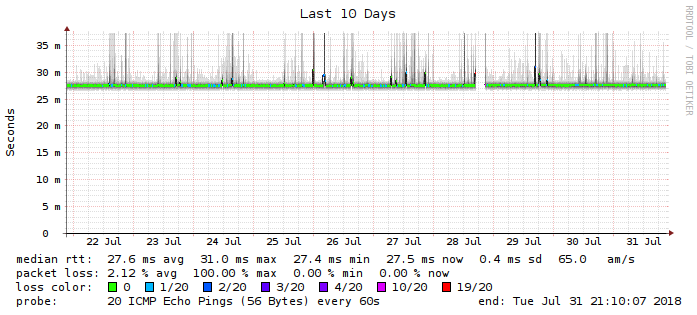 Last 10 Days
RRDTOOL / TOBI OETIKER
Seconds
35 m
30 m
25 m
20 m
15 m
10 m
5 m
0
22 Jul 23 Jul 24 Jul 25 Jul 26 Jul 27 Jul 28 Jul 29 Jul 30 Jul 31 Jul
median rtt: 27.6 ms avg 31.0 ms max 27.4 ms min 27.5 ms now 0.4 ms sd 65.0 am/s
packet loss: 2.12 % avg 100.00 % max 0.00 % min 0.00 % now
loss color: 0 1/20 2/20 3/20 4/20 10/20 19/20
probe: 20 ICMP Echo Pings (56 Bytes) every 60s end: Tue Jul 31 21:10:07 2018